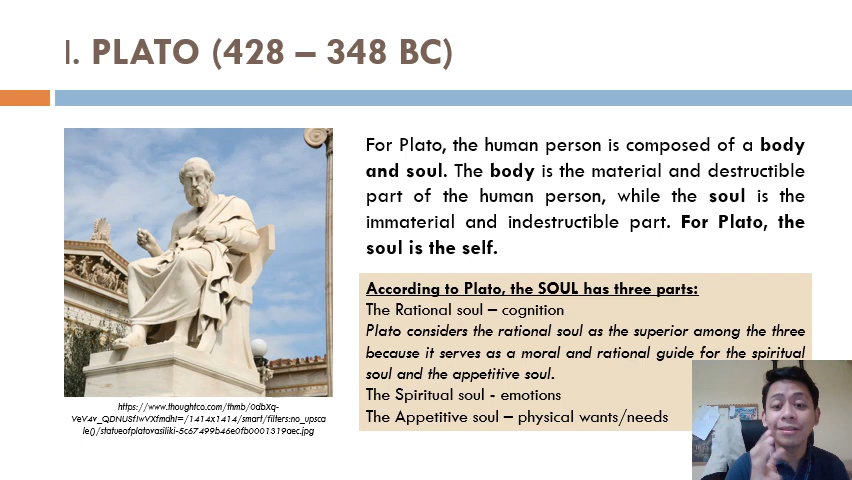 I. PLATO (428 – 348 BC)
For Plato, the human person is composed of a body
and soul. The body is the material and destructible
part of the human person, while the soul is the
immaterial and indestructible part. For Plato, the
soul is the self.
According to Plato, the SOUL has three parts:
The Rational soul – cognition
Plato considers the rational soul as the superior among the three
because it serves as a moral and rational guide for the spiritual
soul and the appetitive soul.
The Spiritual soul - emotions
The Appetitive soul – physical wants/needs
https://www.thoughtco.com/thmb/0dbXq-
VeV4v_QDNUSfIwVXfmdhI=/1414x1414/smart/filters:no_upsca
le()/statueofplatovasiliki-5c67499b46e0fb0001319aec.jpg